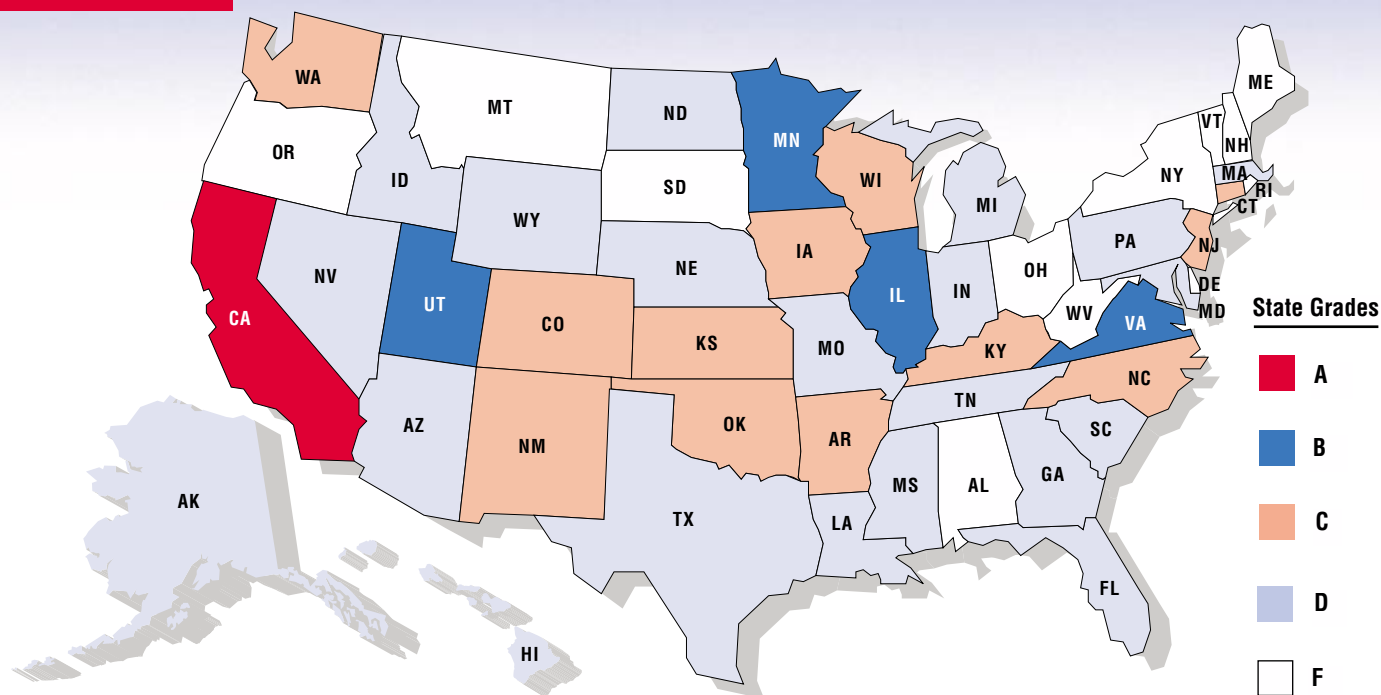 WA
MT
ND
MN
OR
ID
SD
WI
MI
NY
VT
NH
ME
MA
RI
CT
WY
IA
PA
NJ
NV
UT
NE
IL
IN
OH
DE
MD
WV
VA
CA
CO
KS
MO
KY
NC
TN
AZ
NM
OK
AR
SC
GA
MS
AL
LA
TX
FL
AK
HI
State Grades
A
B
C
D
F